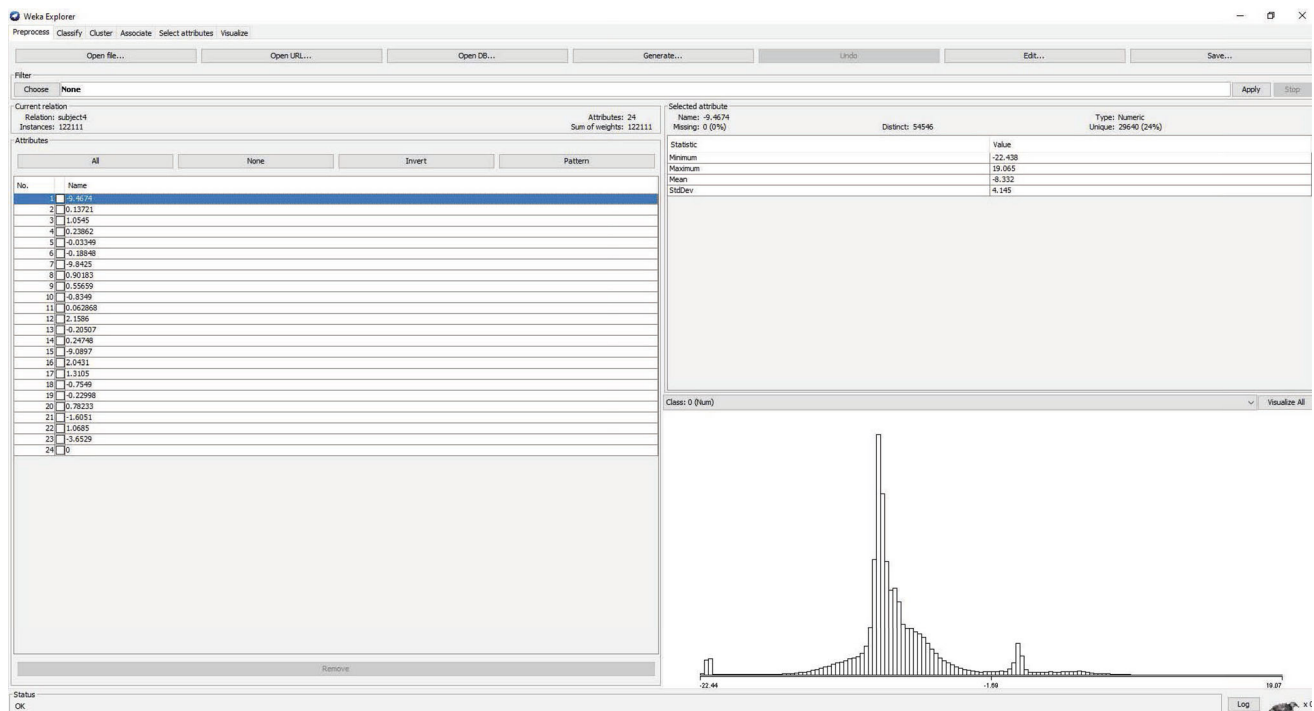 Weka Explorer
Preprocess Classify Cluster Associate Select attributes Visualize
Open file... Open URL... Open DB... Generate... Undo Edit... Save...
Filter
Choose None Apply Stop
Current relation
Relation: subject4 Attributes: 24
Instances: 122111 Sum of weights: 122111
Attributes
All None Invert Pattern
No. Name
1 -9.4674
2 0.13721
3 1.0545
4 0.23862
5 -0.03349
6 -0.18848
7 -9.8425
8 0.90183
9 0.55659
10 -0.8349
11 0.062868
12 2.1586
13 -0.20507
14 0.24748
15 -9.0897
16 2.0431
17 1.3105
18 -0.7549
19 -0.22998
20 0.78233
21 -1.6051
22 1.0685
23 -3.6529
24 0
Remove
Selected attribute
Name: -9.4674 Type: Numeric
Missing: 0 (0%) Distinct: 54546 Unique: 29640 (24%)
Statistic Value
Minimum -22.438
Maximum 19.065
Mean -8.332
StdDev 4.145
Class: 0 (Num) Visualize All
-22.44 -1.69 19.07
Status
OK
Log x 0